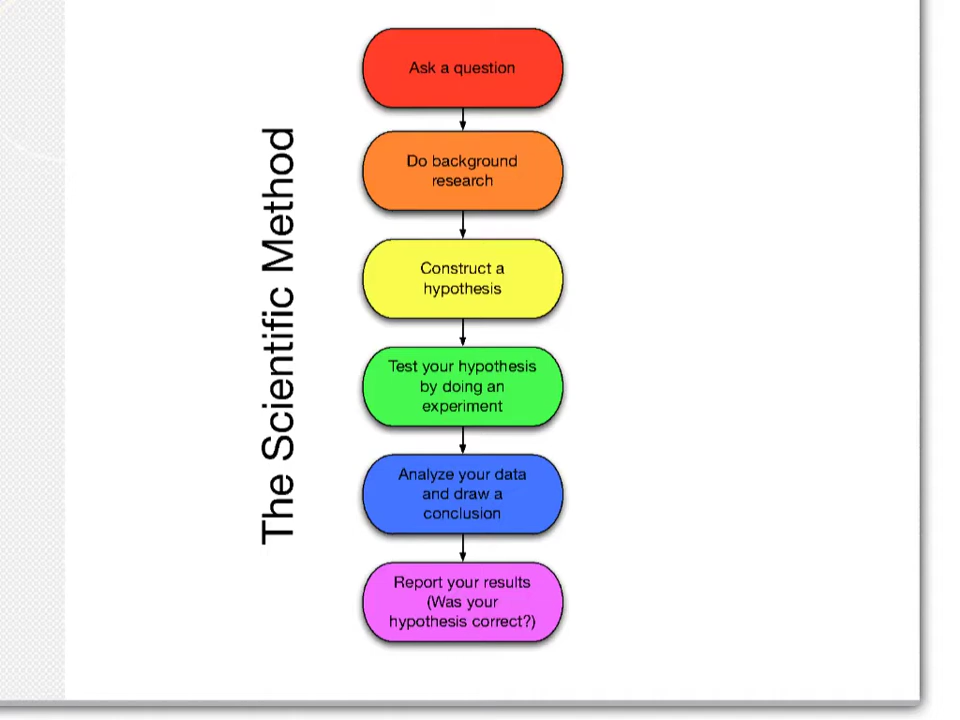 The Scientific Method
Ask a question
Do background
research
Construct a
hypothesis
Test your hypothesis
by doing an
experiment
Analyze your data
and draw a
conclusion
Report your results
(Was your
hypothesis correct?)